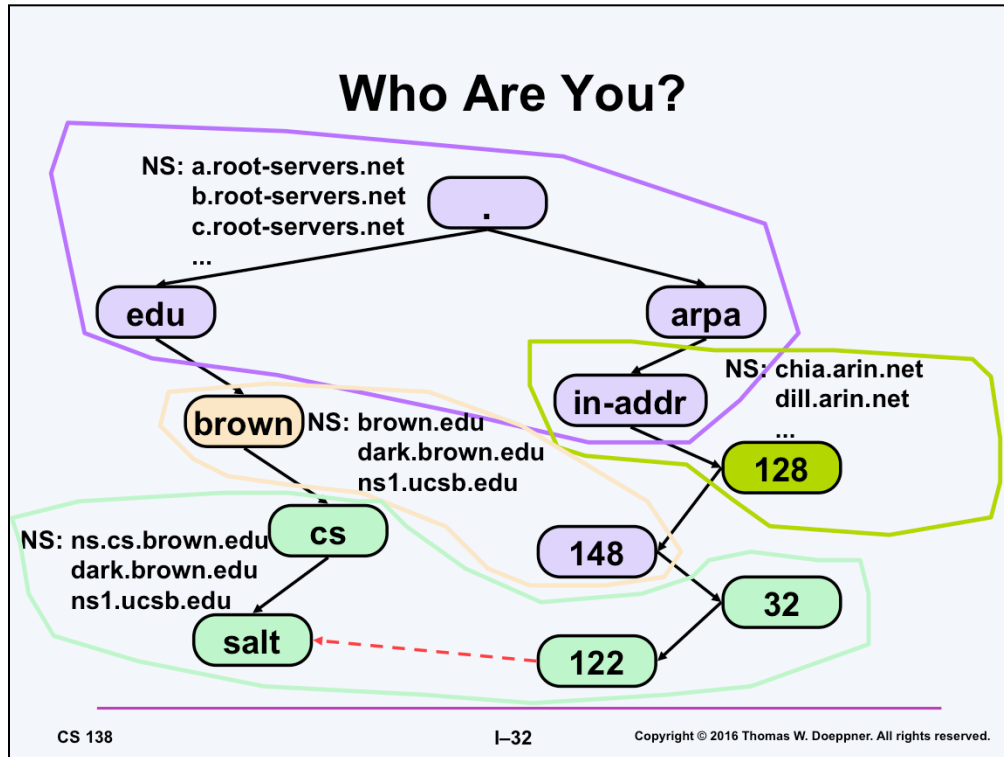 Who Are You?
NS: a.root-servers.net
b.root-servers.net
c.root-servers.net
...
.
edu
arpa
NS: chia.arin.net
dill.arin.net
...
in-addr
brown
NS: brown.edu
dark.brown.edu
ns1.ucsb.edu
128
cs
NS: ns.cs.brown.edu
dark.brown.edu
ns1.ucsb.edu
148
32
salt
122
CS 138
I–32
Copyright © 2016 Thomas W. Doeppner. All rights reserved.